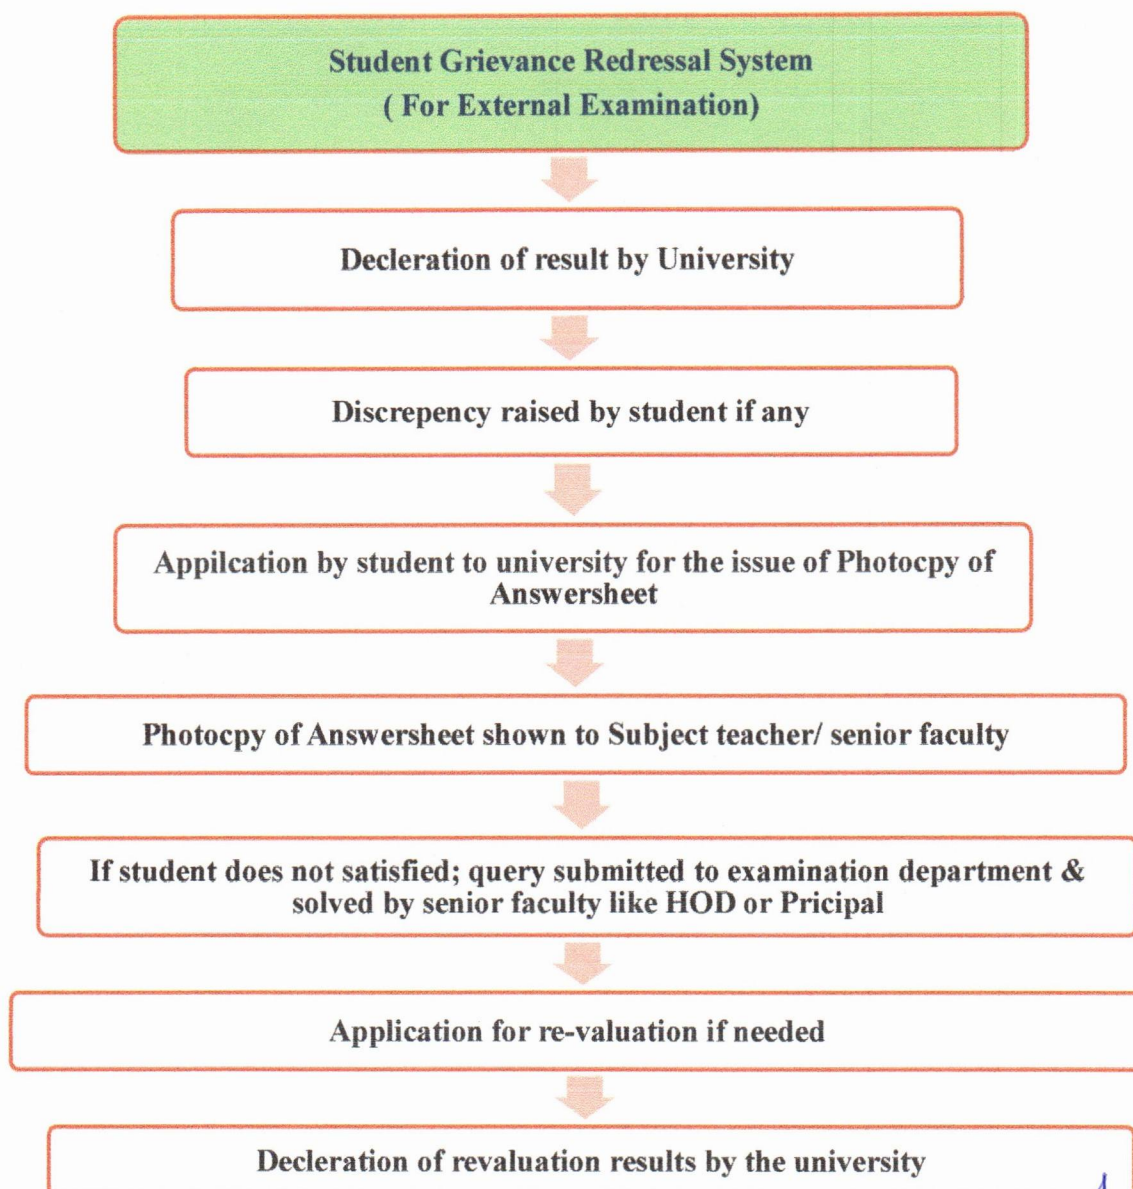 Student Grievance Redressal System
( For External Examination)
Decleration of result by University
Discrepency raised by student if any
Appilcation by student to university for the issue of Photocpy of
Answersheet
Photocpy of Answersheet shown to Subject teacher/ senior faculty
If student does not satisfied; query submitted to examination department &
solved by senior faculty like HOD or Pricipal
Application for re-valuation if needed
Decleration of revaluation results by the university